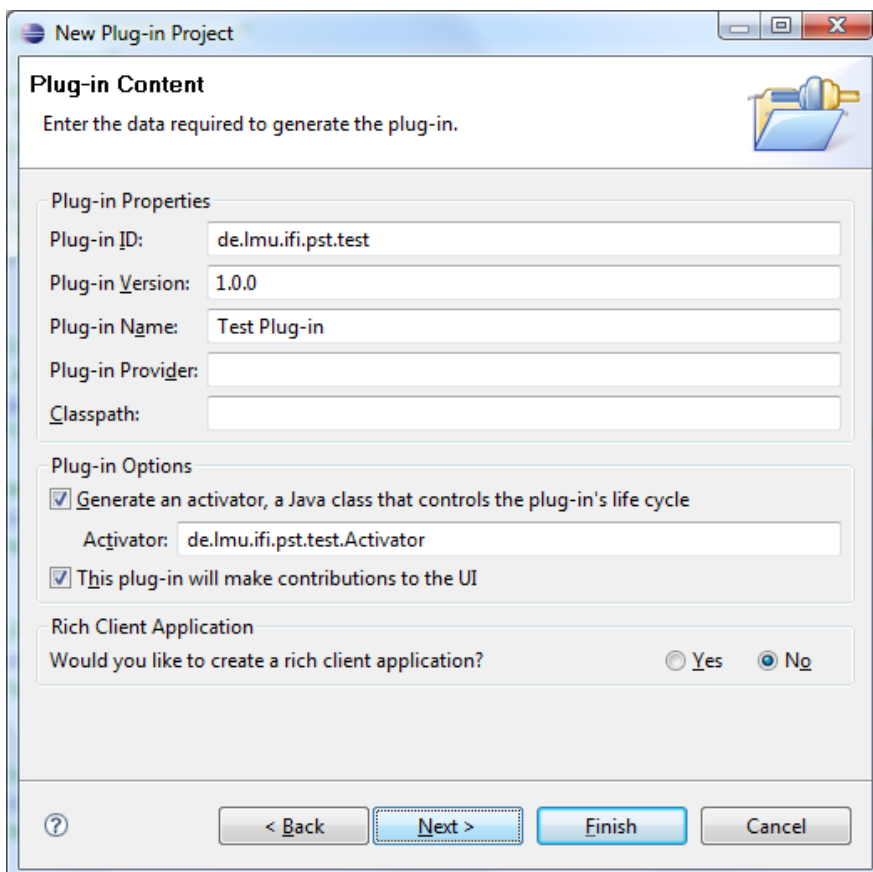 New Plug-in Project
Plug-in Content
Enter the data required to generate the plug-in.
Plug-in Properties
Plug-in ID: de.lmu.ifi.pst.test
Plug-in Version: 1.0.0
Plug-in Name: Test Plug-in
Plug-in Provider:
Classpath:
Plug-in Options
Generate an activator, a Java class that controls the plug-in's life cycle
Activator: de.lmu.ifi.pst.test.Activator
This plug-in will make contributions to the UI
Rich Client Application
Would you like to create a rich client application? Yes No
? < Back Next > Finish Cancel